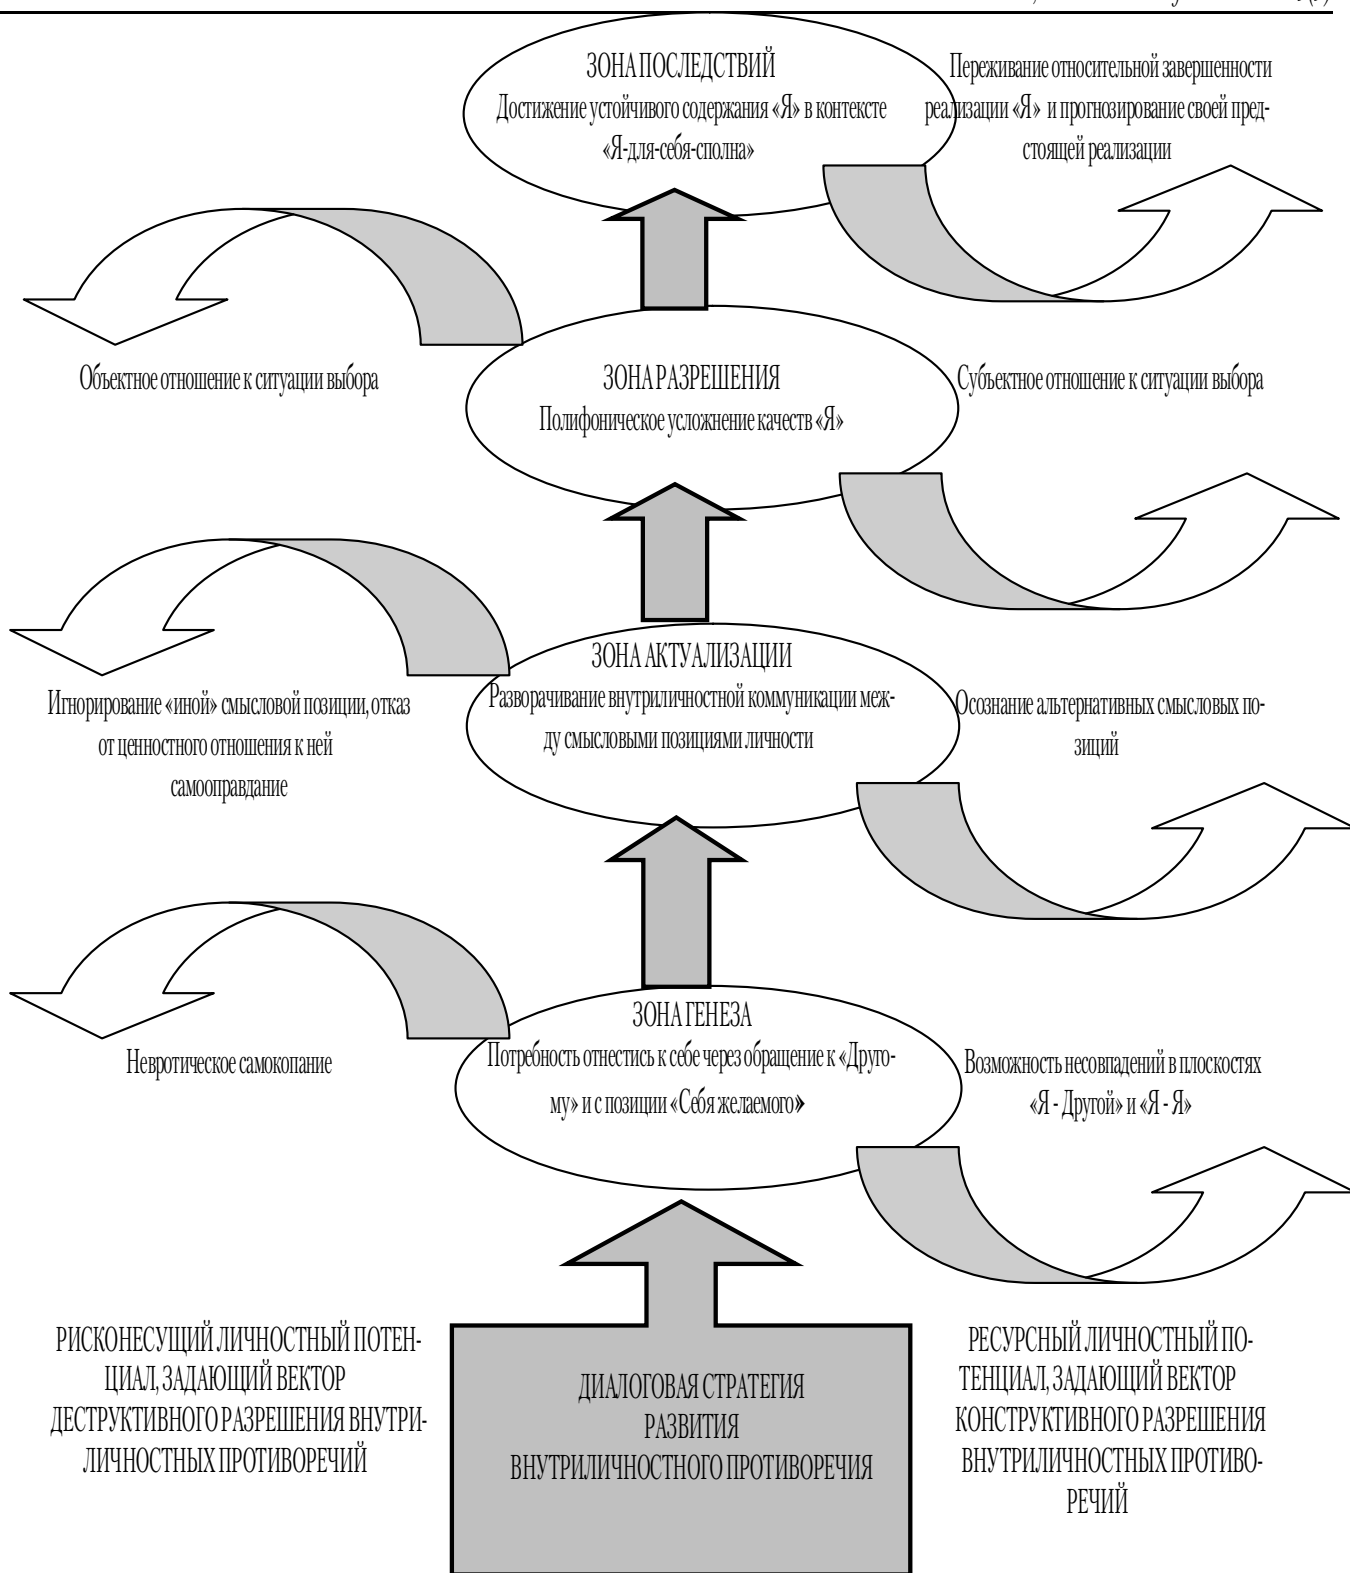 ЗОНА ПОСЛЕДСТВИЙ
Достижение устойчивого содержания «Я» в контексте
«Я-для-себя-сполна»
Переживание относительной завершенности
реализации «Я» и прогнозирование своей пред-
стоящей реализации
Объектное отношение к ситуации выбора
ЗОНА РАЗРЕШЕНИЯ
Полифоническое усложнение качеств «Я»
Субъектное отношение к ситуации выбора
Игнорирование «иной» смысловой позиции, отказ
от ценностного отношения к ней
самооправдание
ЗОНА АКТУАЛИЗАЦИИ
Разворачивание внутриличностной коммуникации меж-
ду смысловыми позициями личности
Осознание альтернативных смысловых по-
зиций
Невротическое самокопание
ЗОНА ГЕНЕЗА
Потребность отнестись к себе через обращение к «Друго-
му» и с позиции «Себя желаемого»
Возможность несовпадений в плоскостях
«Я - Другой» и «Я - Я»
РИСКОНЕСУЩИЙ ЛИЧНОСТНЫЙ ПОТЕН-
ЦИАЛ, ЗАДАЮЩИЙ ВЕКТОР
ДЕСТРУКТИВНОГО РАЗРЕШЕНИЯ ВНУТРИ-
ЛИЧНОСТНЫХ ПРОТИВОРЕЧИЙ
ДИАЛОГОВАЯ СТРАТЕГИЯ
РАЗВИТИЯ
ВНУТРИЛИЧНОСТНОГО ПРОТИВОРЕЧИЯ
РЕСУРСНЫЙ ЛИЧНОСТНЫЙ ПО-
ТЕНЦИАЛ, ЗАДАЮЩИЙ ВЕКТОР
КОНСТРУКТИВНОГО РАЗРЕШЕНИЯ
ВНУТРИЛИЧНОСТНЫХ ПРОТИВО-
РЕЧИЙ